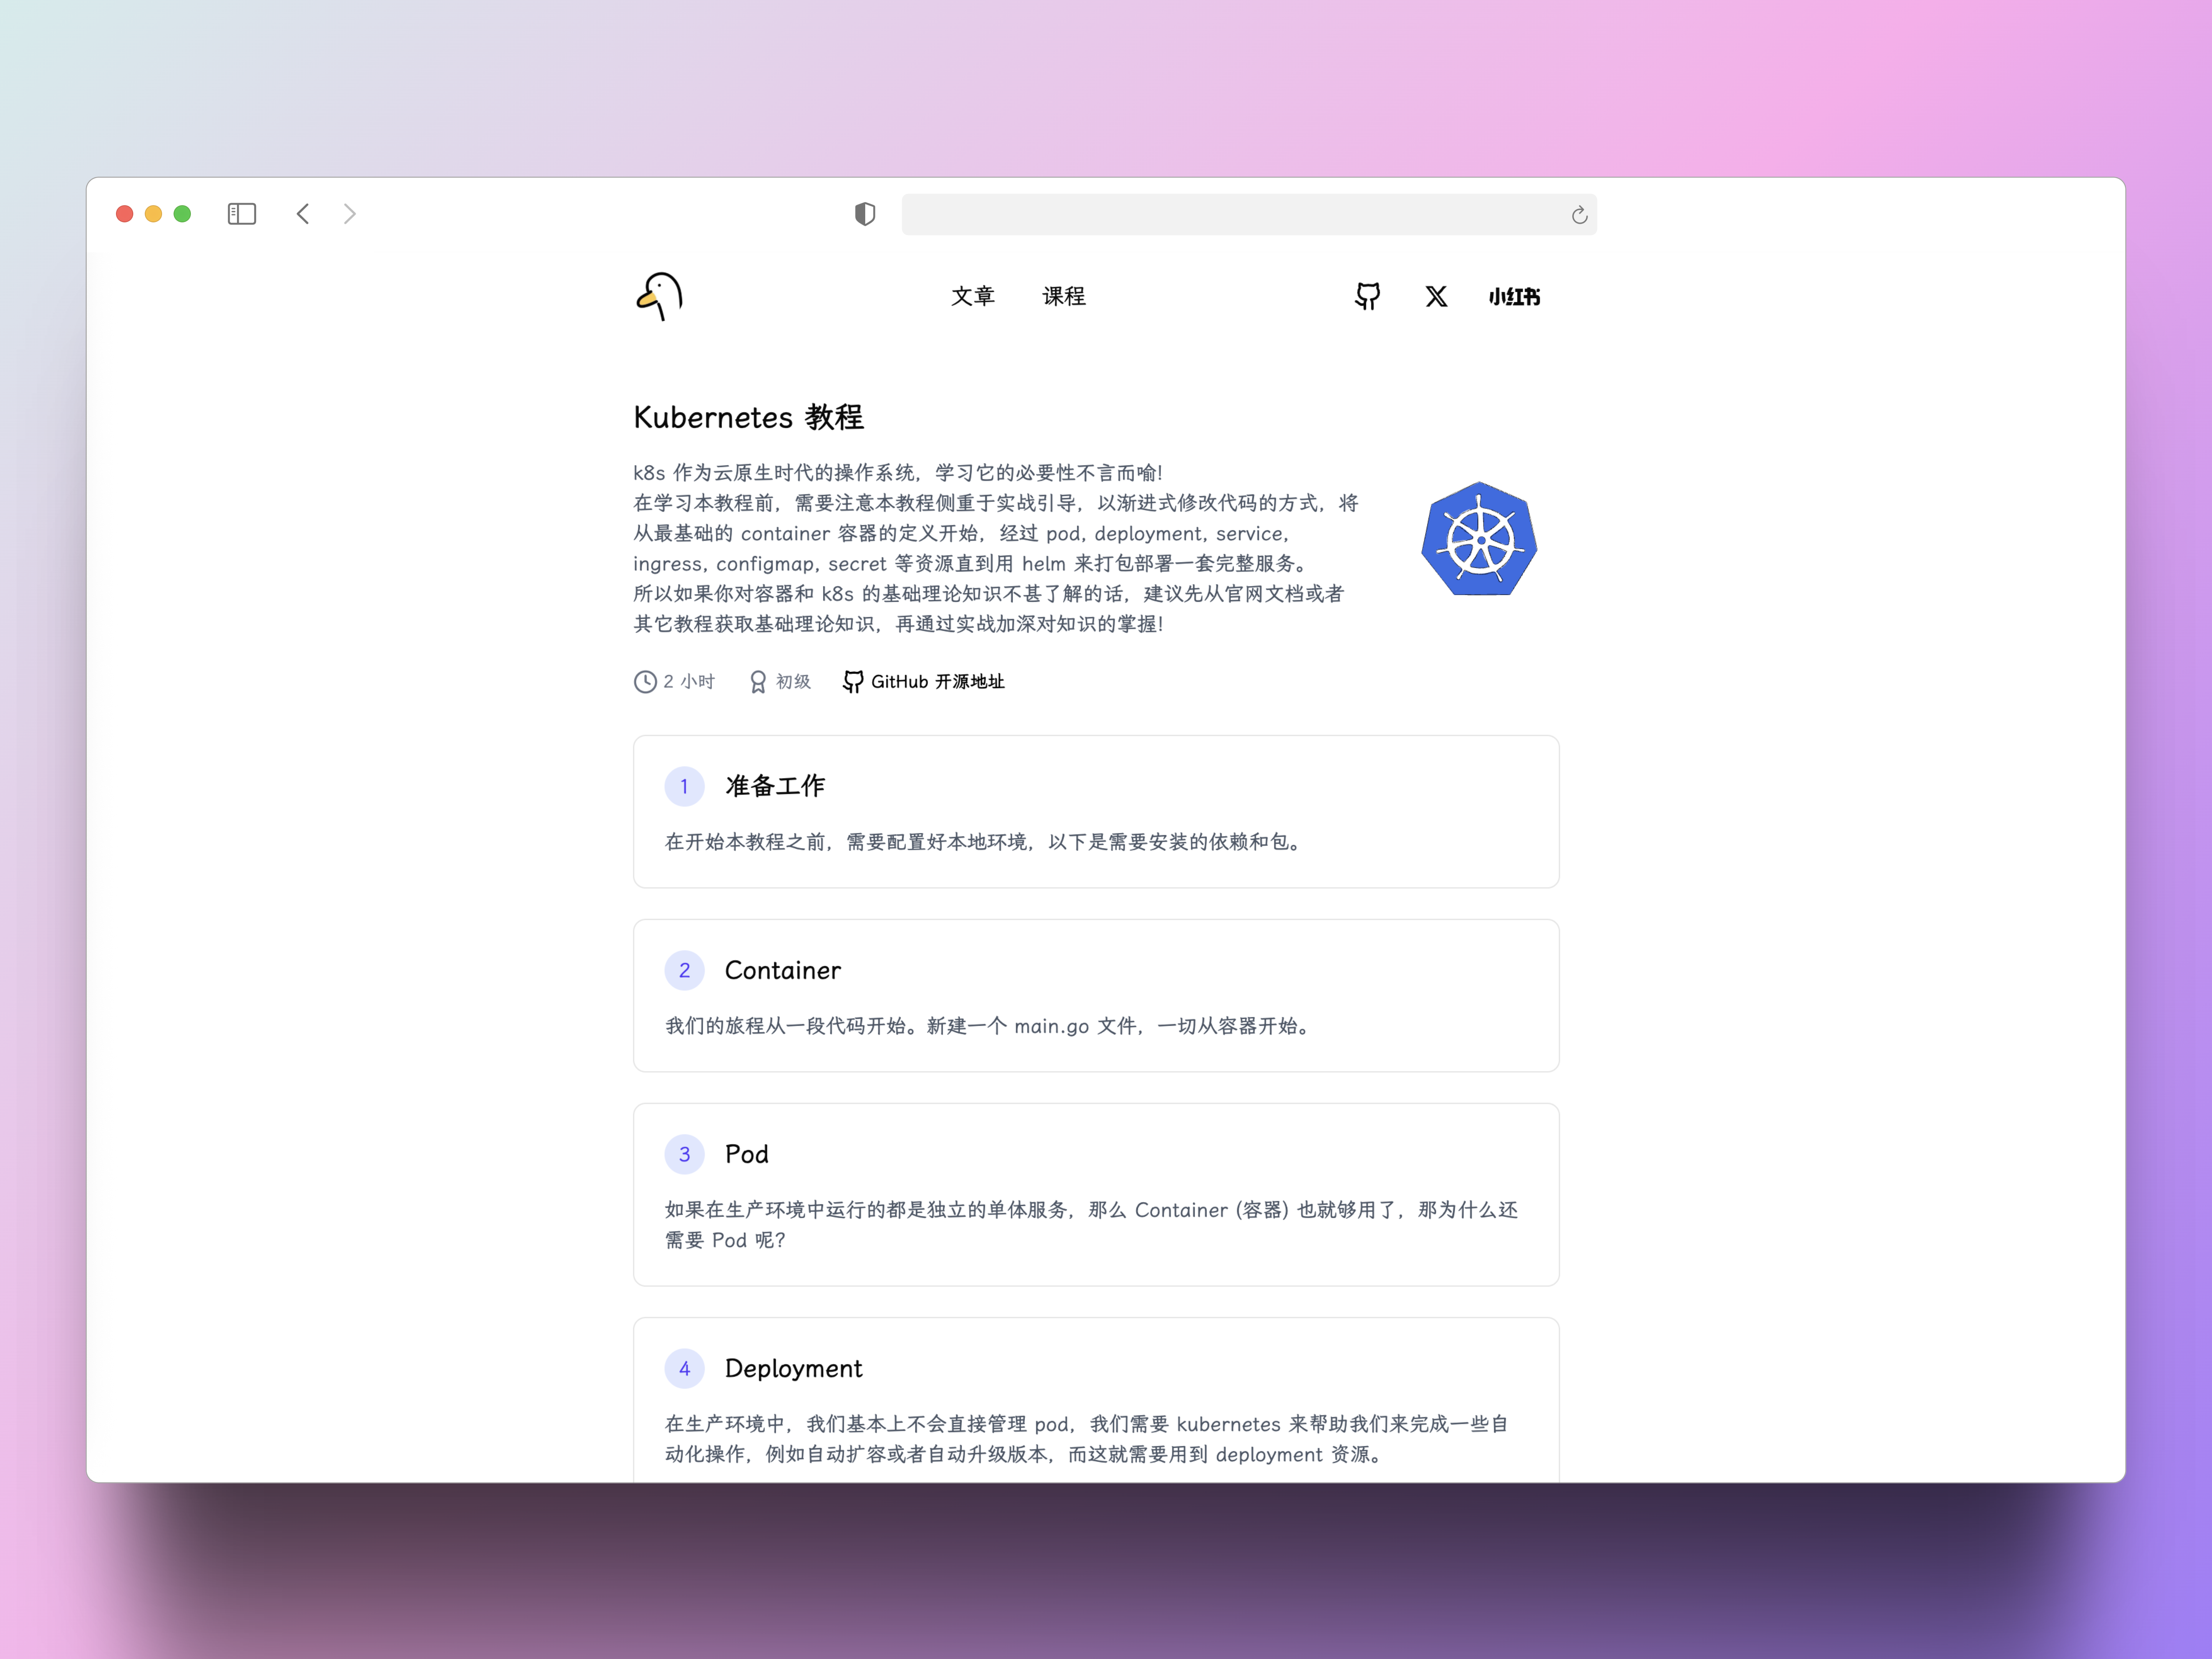 文章 课程 小红书
Kubernetes 教程
k8s 作为云原生时代的操作系统，学习它的必要性不言而喻!
在学习本教程前，需要注意本教程侧重于实战引导，以渐进式修改代码的方式，将
从最基础的 container 容器的定义开始，经过 pod, deployment, service,
ingress, configmap, secret 等资源直到用 helm 来打包部署一套完整服务。
所以如果你对容器和 k8s 的基础理论知识不甚了解的话，建议先从官网文档或者
其它教程获取基础理论知识，再通过实战加深对知识的掌握!
2 小时 初级 GitHub 开源地址
1 准备工作
在开始本教程之前，需要配置好本地环境，以下是需要安装的依赖和包。
2 Container
我们的旅程从一段代码开始。新建一个 main.go 文件，一切从容器开始。
3 Pod
如果在生产环境中运行的都是独立的单体服务，那么 Container (容器) 也就够用了，那为什么还
需要 Pod 呢?
4 Deployment
在生产环境中，我们基本上不会直接管理 pod，我们需要 kubernetes 来帮助我们来完成一些自
动化操作，例如自动扩容或者自动升级版本，而这就需要用到 deployment 资源。